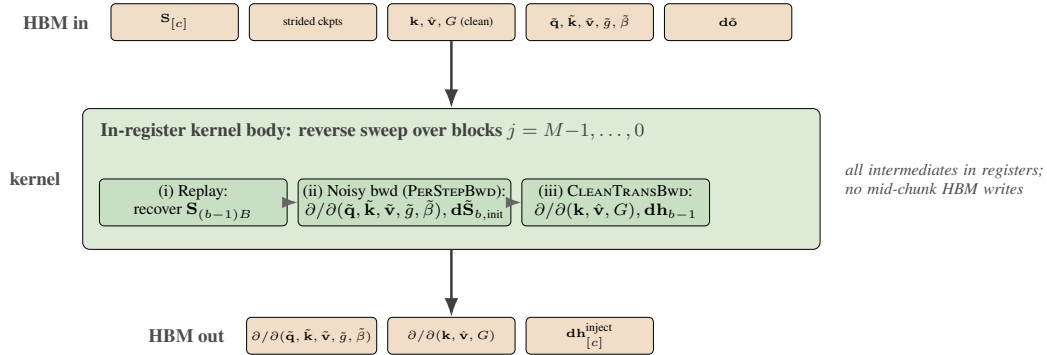 HBM in
S[c]
strided ckpts
k, v̂, G (clean)
q̃, k̃, ṽ, g̃, β̃
dõ
In-register kernel body: reverse sweep over blocks j = M−1, . . . , 0
kernel
(i) Replay:
recover S(b−1)B
(ii) Noisy bwd (PERSTEPBWD):
∂/∂(q̃, k̃, ṽ, g̃, β̃), dS̃b,init
(iii) CLEANTRANSBWD:
∂/∂(k, v̂, G), dhb−1
all intermediates in registers;
no mid-chunk HBM writes
HBM out
∂/∂(q̃, k̃, ṽ, g̃, β̃)
∂/∂(k, v̂, G)
dh[c]^inject